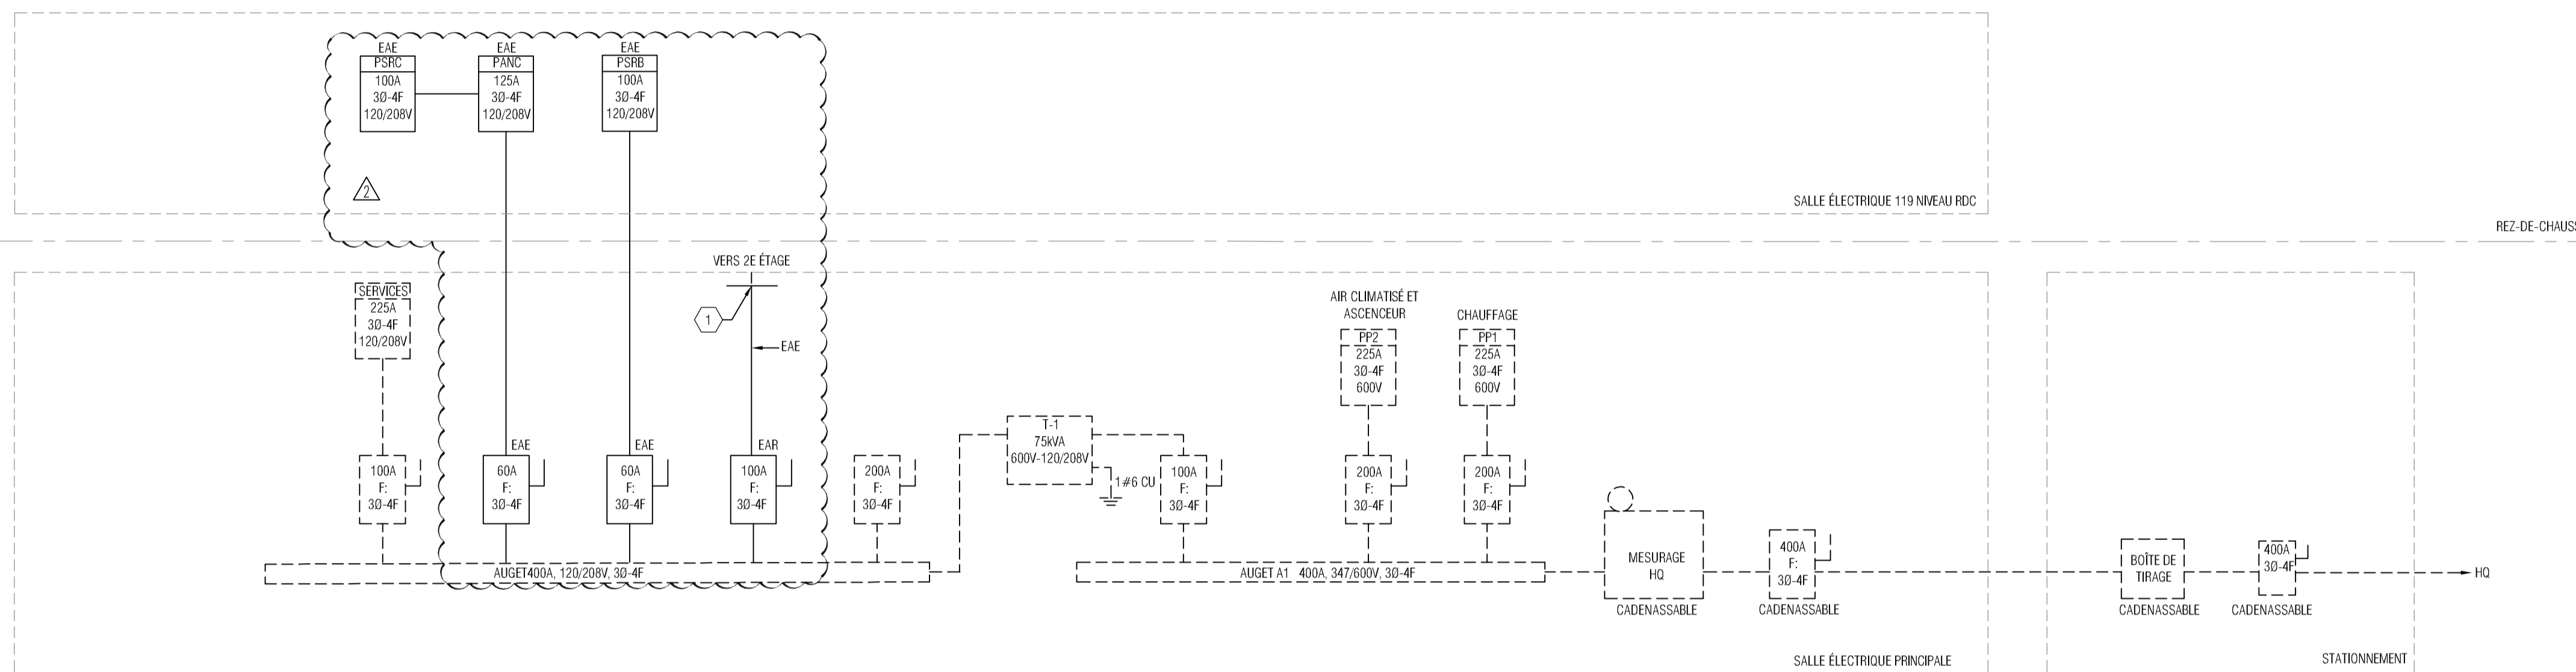 EAE
PSRC
100A
3Ø-4F
120/208V
EAE
PANC
125A
3Ø-4F
120/208V
EAE
PSRB
100A
3Ø-4F
120/208V
2
SALLE ÉLECTRIQUE 119 NIVEAU RDC
REZ-DE-CHAUSS
VERS 2E ÉTAGE
1
EAE
SERVICES
225A
3Ø-4F
120/208V
AIR CLIMATISÉ ET
ASCENCEUR
PP2
225A
3Ø-4F
600V
CHAUFFAGE
PP1
225A
3Ø-4F
600V
100A
F:
3Ø-4F
EAE
60A
F:
3Ø-4F
EAE
60A
F:
3Ø-4F
EAR
100A
F:
3Ø-4F
200A
F:
3Ø-4F
T-1
75kVA
600V-120/208V
1#6 CU
100A
F:
3Ø-4F
200A
F:
3Ø-4F
200A
F:
3Ø-4F
AUGET400A, 120/208V, 3Ø-4F
AUGET A1 400A, 347/600V, 3Ø-4F
MESURAGE
HQ
CADENASSABLE
400A
F:
3Ø-4F
CADENASSABLE
BOÎTE DE
TIRAGE
CADENASSABLE
400A
3Ø-4F
CADENASSABLE
HQ
SALLE ÉLECTRIQUE PRINCIPALE
STATIONNEMENT